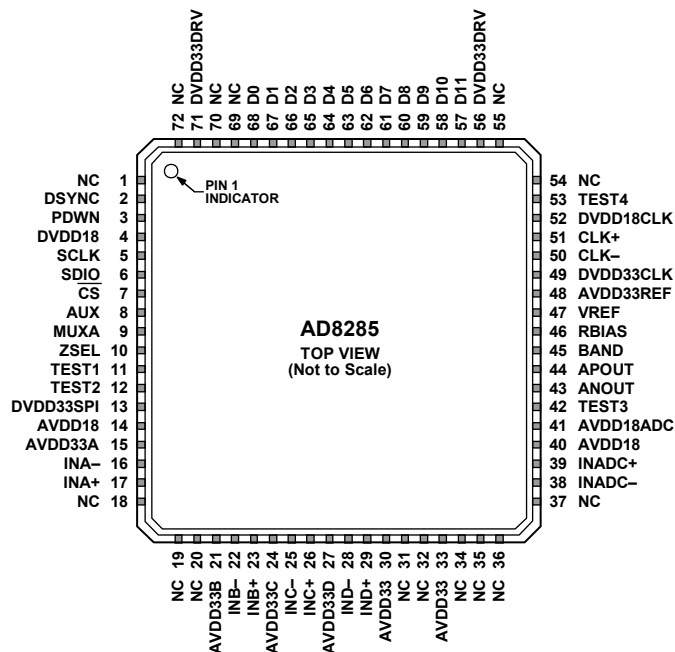 72 NC
71 DVDD33DRV
70 NC
69 NC
68 D0
67 D1
66 D2
65 D3
64 D4
63 D5
62 D6
61 D7
60 D8
59 D9
58 D10
57 D11
56 DVDD33DRV
55 NC
NC 1
DSYNC 2
PDWN 3
DVDD18 4
SCLK 5
SDIO 6
CS 7
AUX 8
MUXA 9
ZSEL 10
TEST1 11
TEST2 12
DVDD33SPI 13
AVDD18 14
AVDD33A 15
INA– 16
INA+ 17
NC 18
PIN 1
INDICATOR
AD8285
TOP VIEW
(Not to Scale)
54 NC
53 TEST4
52 DVDD18CLK
51 CLK+
50 CLK–
49 DVDD33CLK
48 AVDD33REF
47 VREF
46 RBIAS
45 BAND
44 APOUT
43 ANOUT
42 TEST3
41 AVDD18ADC
40 AVDD18
39 INADC+
38 INADC–
37 NC
NC 19
NC 20
AVDD33B 21
INB– 22
INB+ 23
AVDD33C 24
INC– 25
INC+ 26
AVDD33D 27
IND– 28
IND+ 29
AVDD33 30
NC 31
NC 32
AVDD33 33
NC 34
NC 35
NC 36